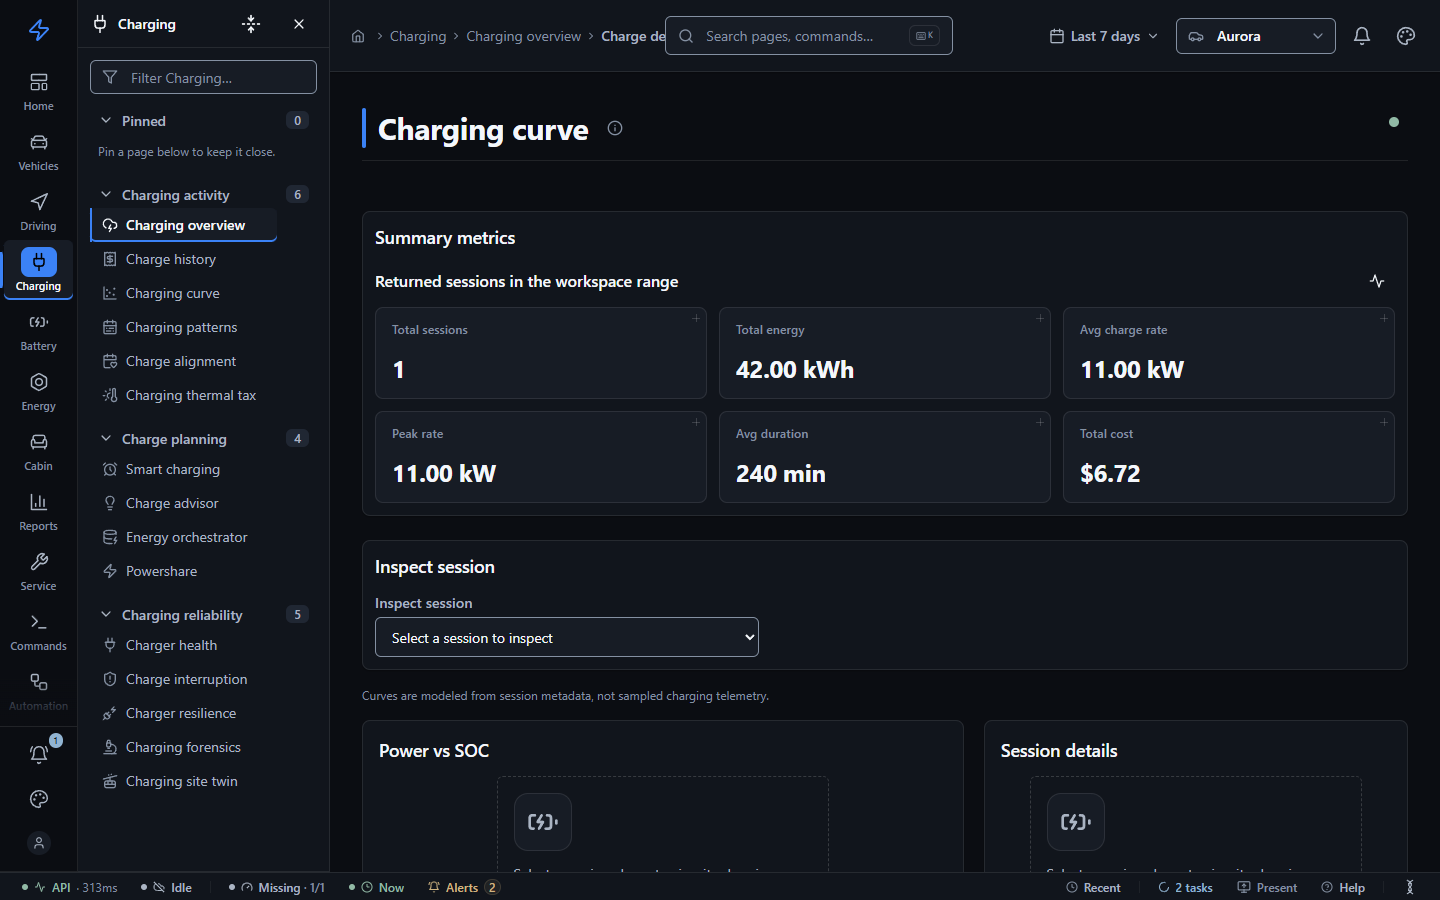 Home
Vehicles
Driving
Charging
Battery
Energy
Cabin
Reports
Service
Commands
Automation
1
Charging
Filter Charging...
Pinned 0
Pin a page below to keep it close.
Charging activity 6
Charging overview
Charge history
Charging curve
Charging patterns
Charge alignment
Charging thermal tax
Charge planning 4
Smart charging
Charge advisor
Energy orchestrator
Powershare
Charging reliability 5
Charger health
Charge interruption
Charger resilience
Charging forensics
Charging site twin
Charging Charging overview Charge de
Search pages, commands... K
Last 7 days
Aurora
Charging curve
Summary metrics
Returned sessions in the workspace range
Total sessions
1
Total energy
42.00 kWh
Avg charge rate
11.00 kW
Peak rate
11.00 kW
Avg duration
240 min
Total cost
$6.72
Inspect session
Inspect session
Select a session to inspect
Curves are modeled from session metadata, not sampled charging telemetry.
Power vs SOC
Session details
API · 313ms
Idle
Missing · 1/1
Now
Alerts 2
Recent
2 tasks
Present
Help